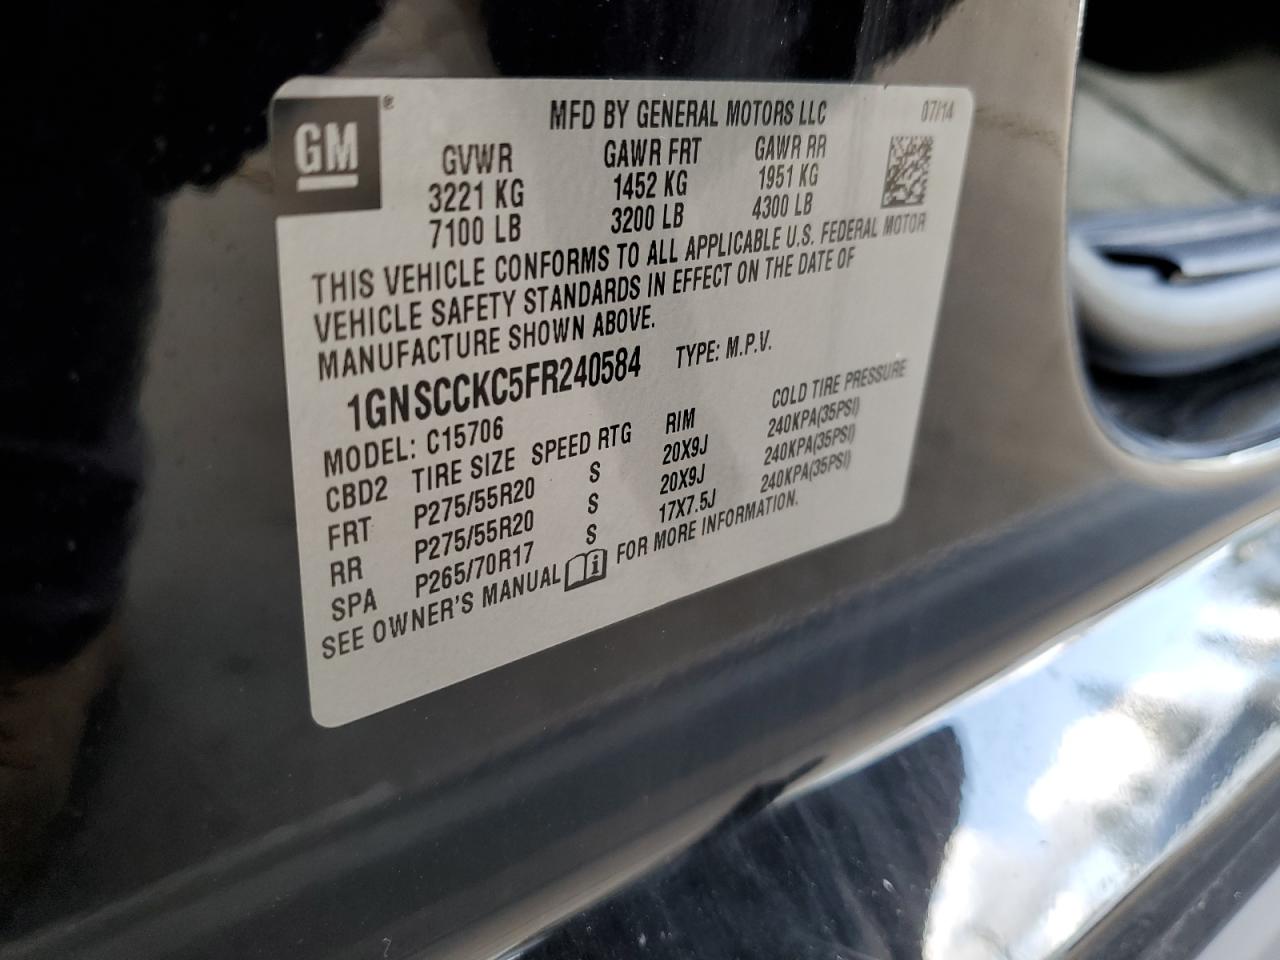 GM®
MFD BY GENERAL MOTORS LLC 07/14
GVWR GAWR FRT GAWR RR
3221 KG 1452 KG 1951 KG
7100 LB 3200 LB 4300 LB
THIS VEHICLE CONFORMS TO ALL APPLICABLE U.S. FEDERAL MOTOR
VEHICLE SAFETY STANDARDS IN EFFECT ON THE DATE OF
MANUFACTURE SHOWN ABOVE.
1GNSCCKC5FR240584 TYPE: M.P.V.
MODEL: C15706
CBD2 TIRE SIZE SPEED RTG RIM COLD TIRE PRESSURE
FRT P275/55R20 S 20X9J 240KPA(35PSI)
RR P275/55R20 S 20X9J 240KPA(35PSI)
SPA P265/70R17 S 17X7.5J 240KPA(35PSI)
SEE OWNER'S MANUAL i FOR MORE INFORMATION.